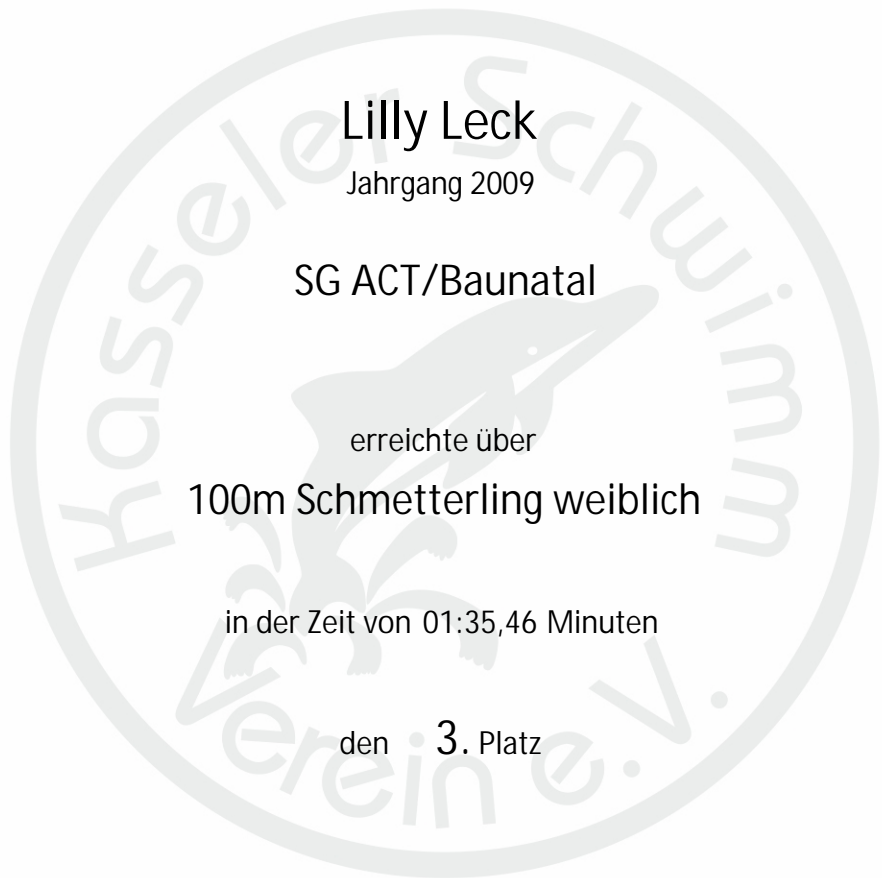 Lilly Leck
Jahrgang 2009
SG ACT/Baunatal
erreichte über
100m Schmetterling weiblich
in der Zeit von 01:35,46 Minuten
den 3. Platz
Kasseler Schwimm
Verein e.V.